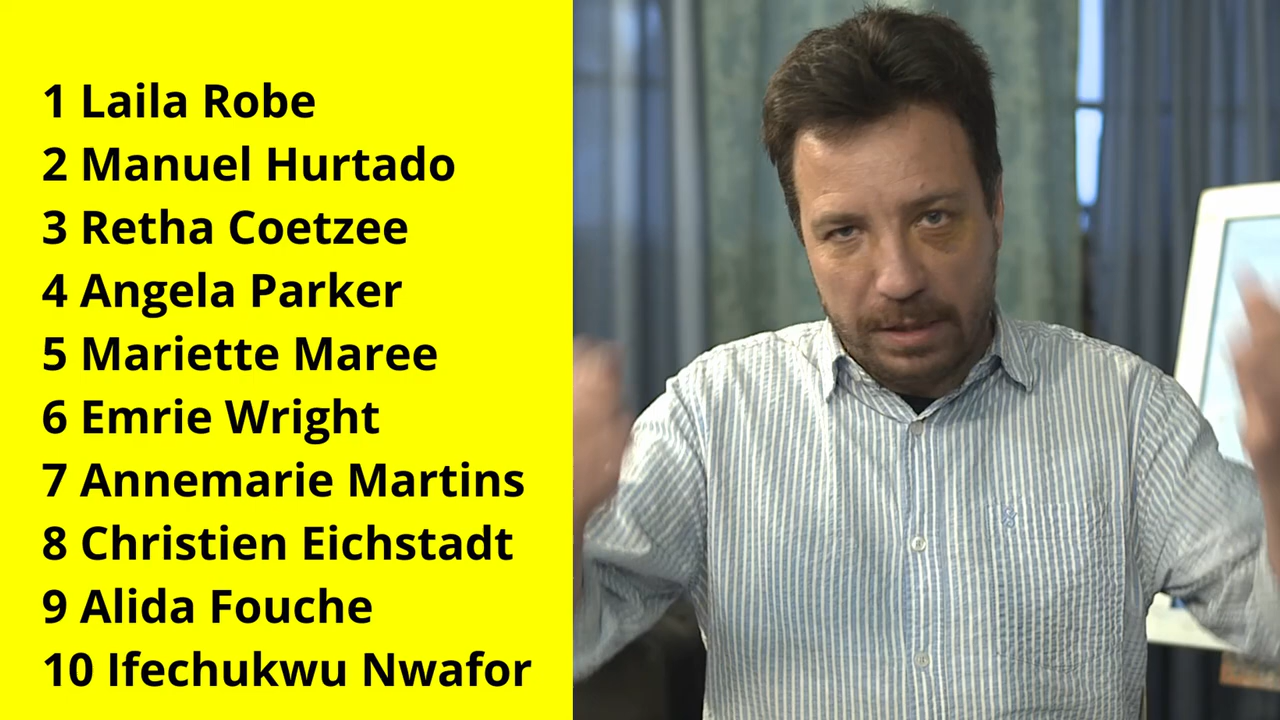 1 Laila Robe
2 Manuel Hurtado
3 Retha Coetzee
4 Angela Parker
5 Mariette Maree
6 Emrie Wright
7 Annemarie Martins
8 Christien Eichstadt
9 Alida Fouche
10 Ifechukwu Nwafor